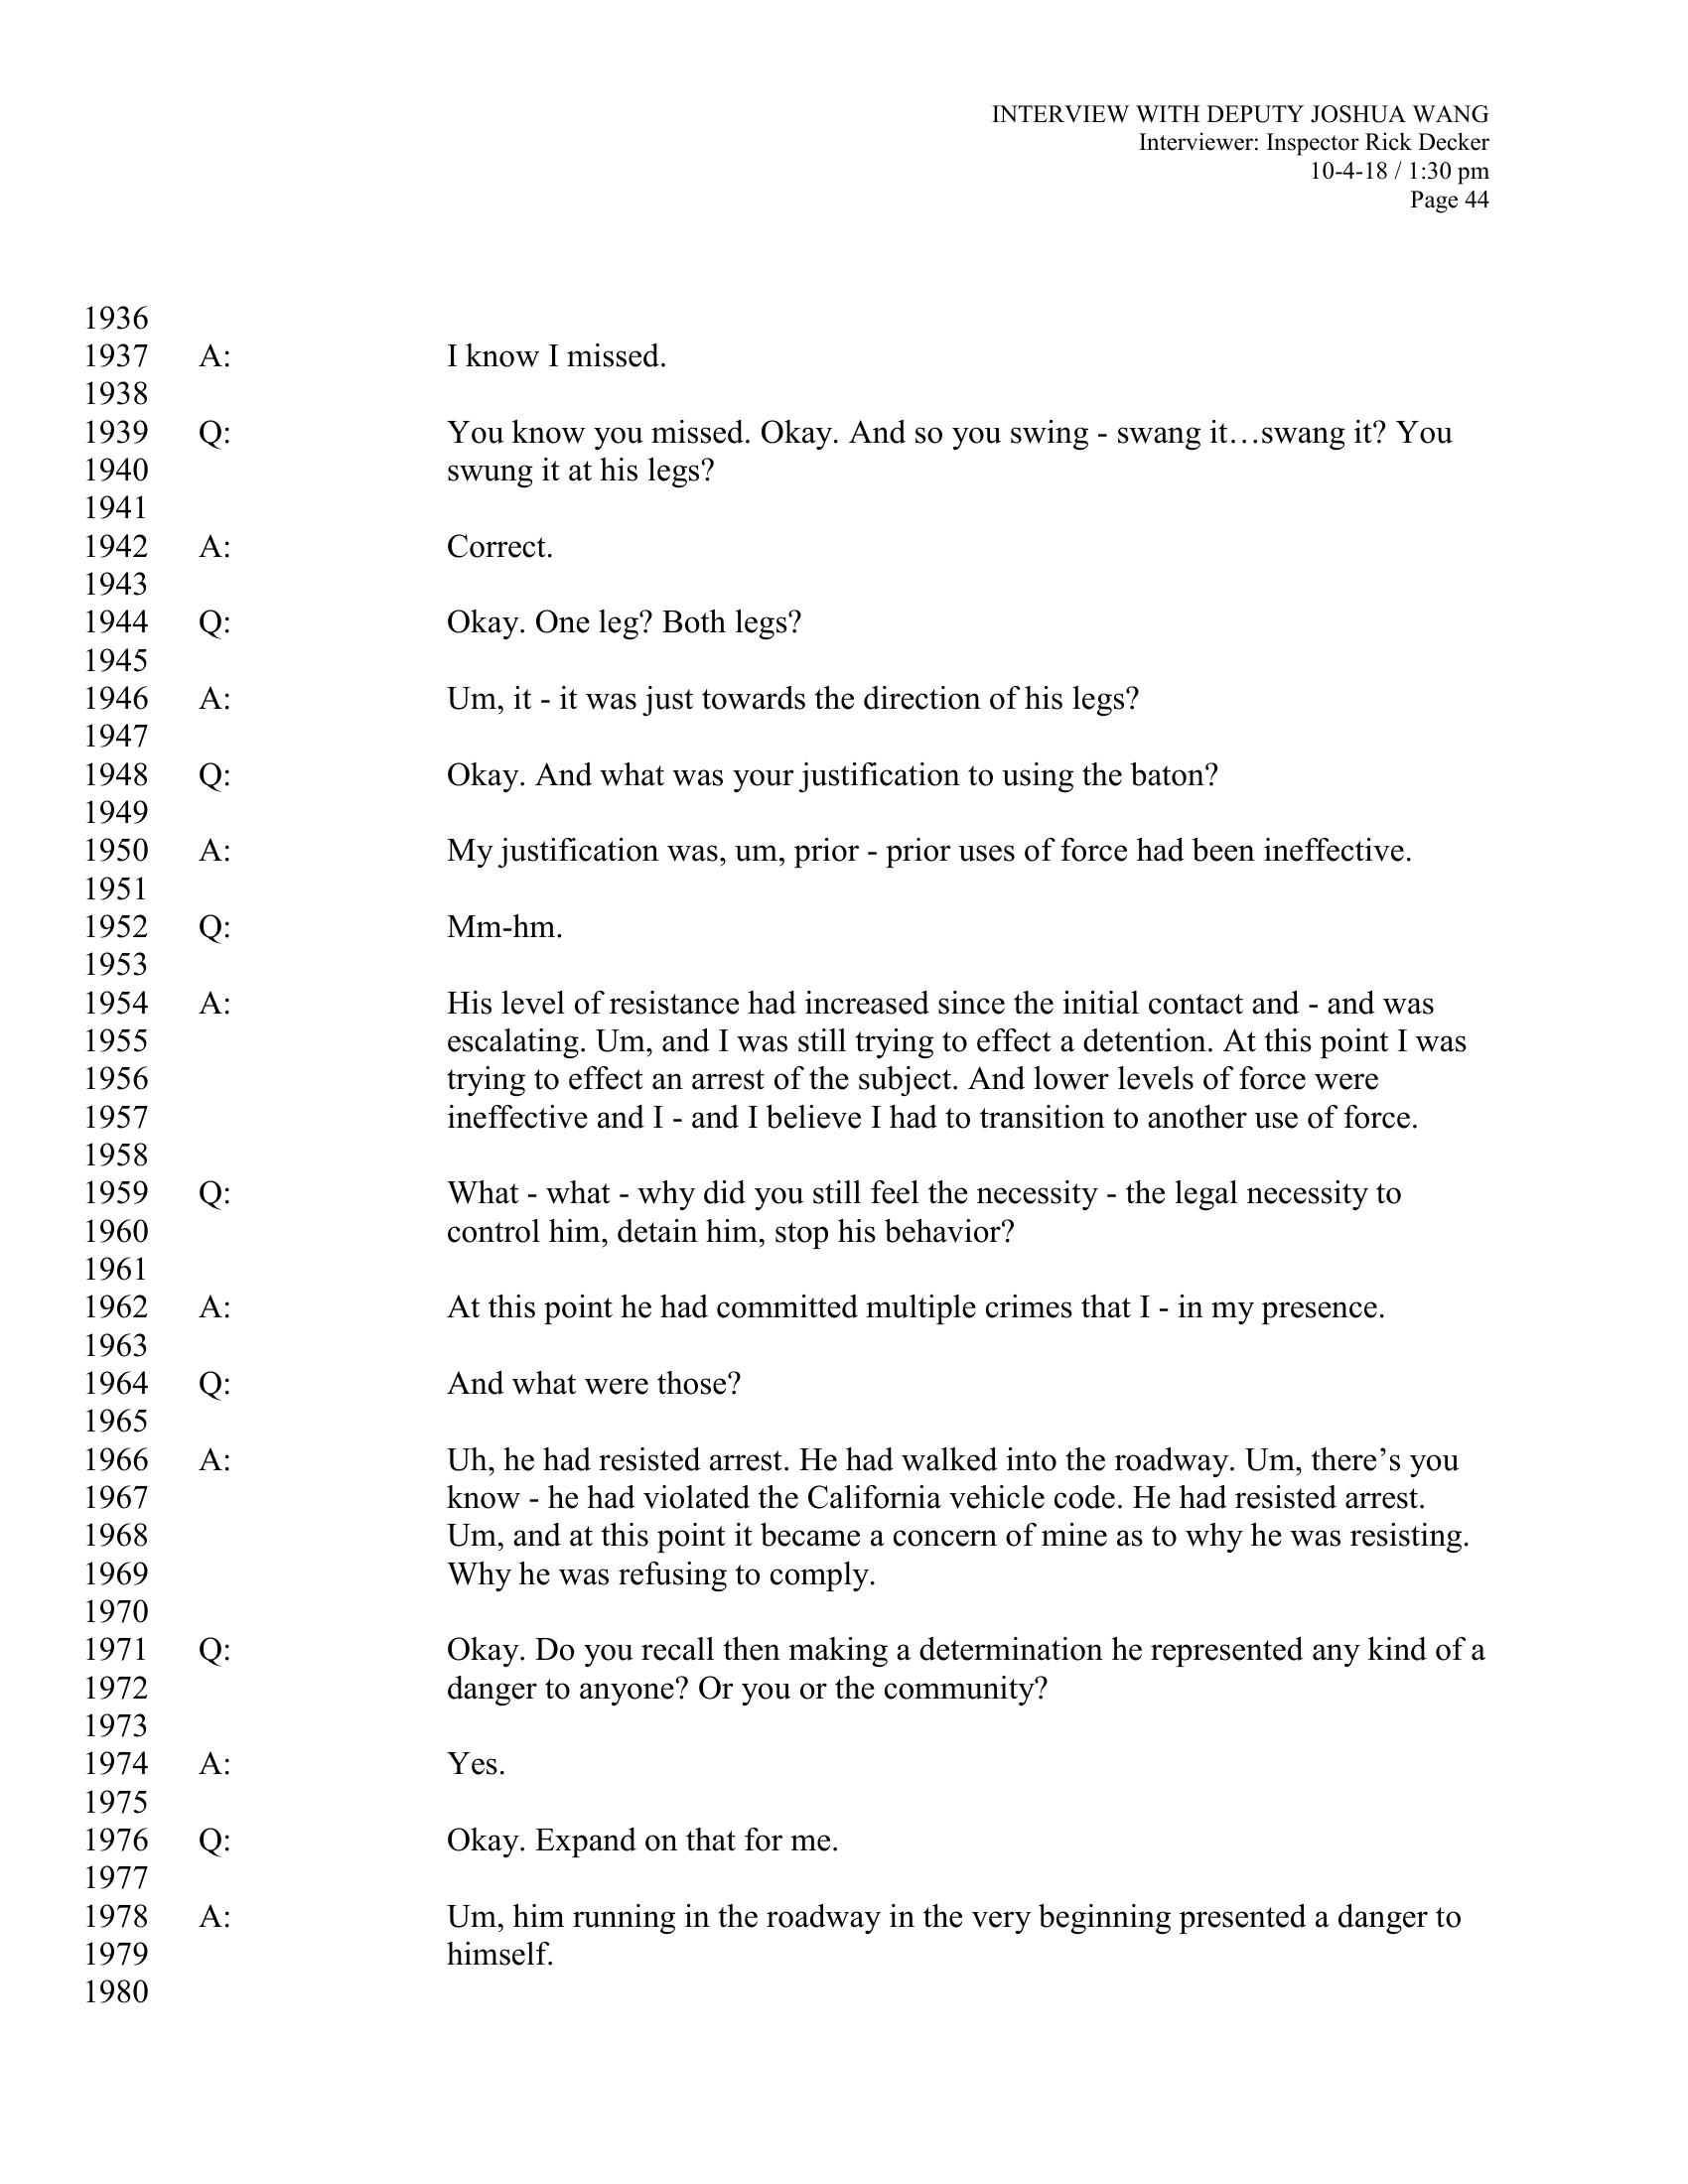 INTERVIEW WITH DEPUTY JOSHUA WANG
Interviewer: Inspector Rick Decker
10-4-18 / 1:30 pm
Page 44
1936
1937 A: I know I missed.
1938
1939 Q: You know you missed. Okay. And so you swing - swang it…swang it? You
1940 swung it at his legs?
1941
1942 A: Correct.
1943
1944 Q: Okay. One leg? Both legs?
1945
1946 A: Um, it - it was just towards the direction of his legs?
1947
1948 Q: Okay. And what was your justification to using the baton?
1949
1950 A: My justification was, um, prior - prior uses of force had been ineffective.
1951
1952 Q: Mm-hm.
1953
1954 A: His level of resistance had increased since the initial contact and - and was
1955 escalating. Um, and I was still trying to effect a detention. At this point I was
1956 trying to effect an arrest of the subject. And lower levels of force were
1957 ineffective and I - and I believe I had to transition to another use of force.
1958
1959 Q: What - what - why did you still feel the necessity - the legal necessity to
1960 control him, detain him, stop his behavior?
1961
1962 A: At this point he had committed multiple crimes that I - in my presence.
1963
1964 Q: And what were those?
1965
1966 A: Uh, he had resisted arrest. He had walked into the roadway. Um, there's you
1967 know - he had violated the California vehicle code. He had resisted arrest.
1968 Um, and at this point it became a concern of mine as to why he was resisting.
1969 Why he was refusing to comply.
1970
1971 Q: Okay. Do you recall then making a determination he represented any kind of a
1972 danger to anyone? Or you or the community?
1973
1974 A: Yes.
1975
1976 Q: Okay. Expand on that for me.
1977
1978 A: Um, him running in the roadway in the very beginning presented a danger to
1979 himself.
1980